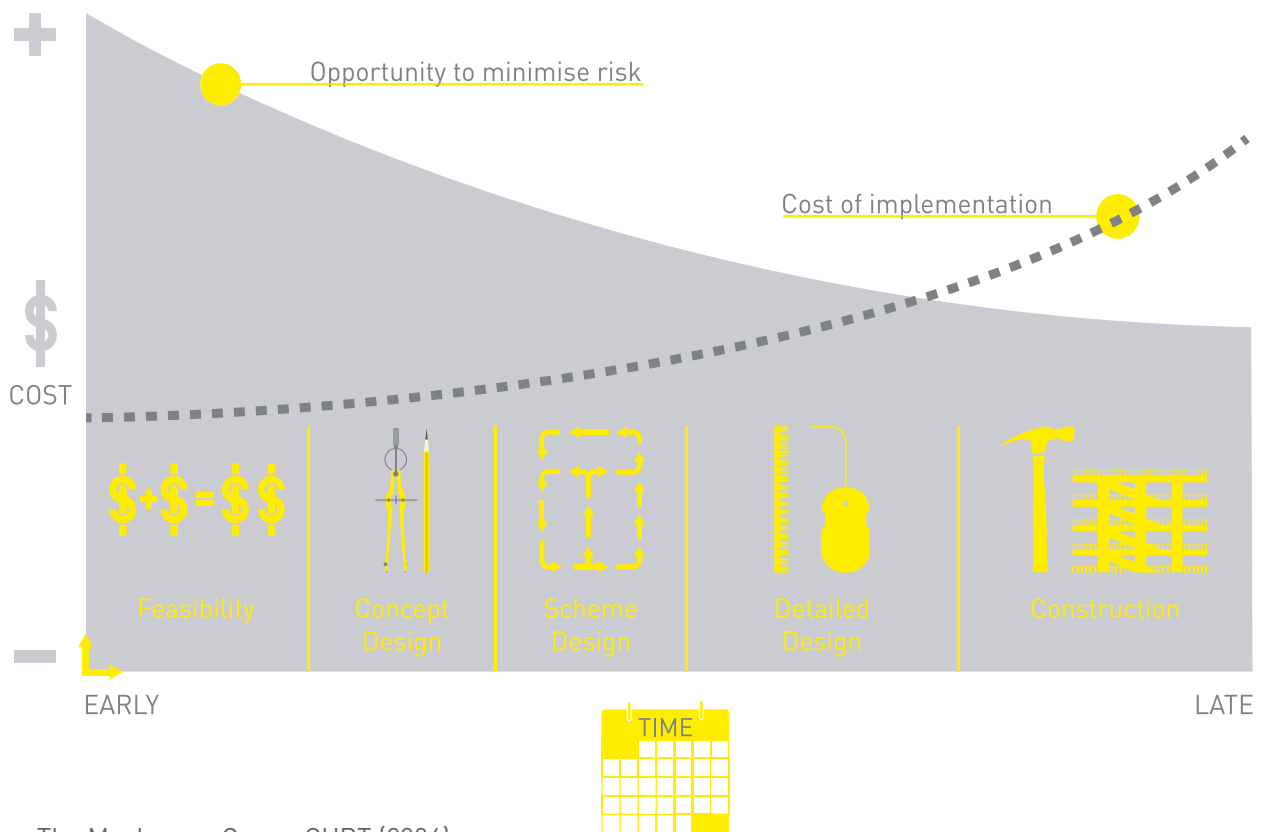 Opportunity to minimise risk
Cost of implementation
$
COST
$+$=$$
Feasibility
Concept
Design
Scheme
Design
Detailed
Design
Construction
EARLY
LATE
TIME